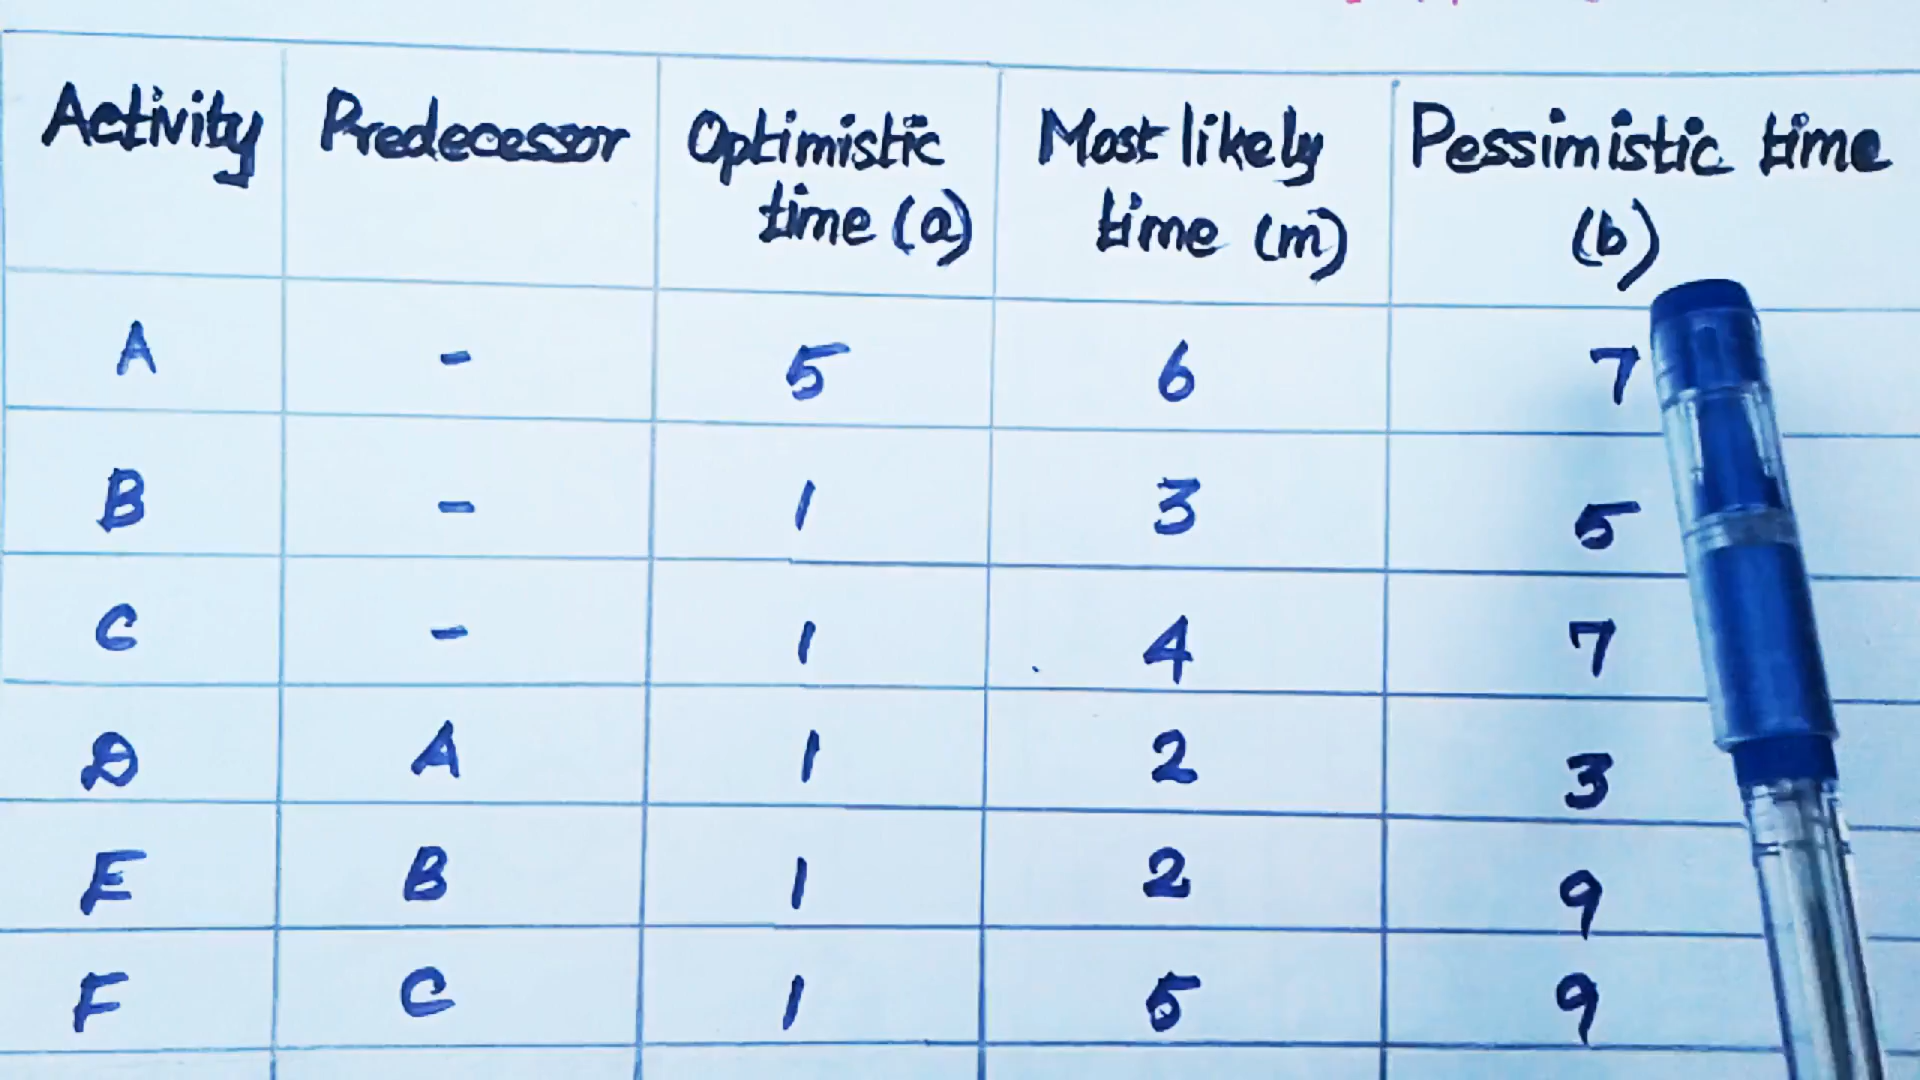 Activity Predecessor Optimistic time (a) Most likely time (m) Pessimistic time (b)
A - 5 6 7
B - 1 3 5
C - 1 4 7
D A 1 2 3
E B 1 2 9
F C 1 5 9